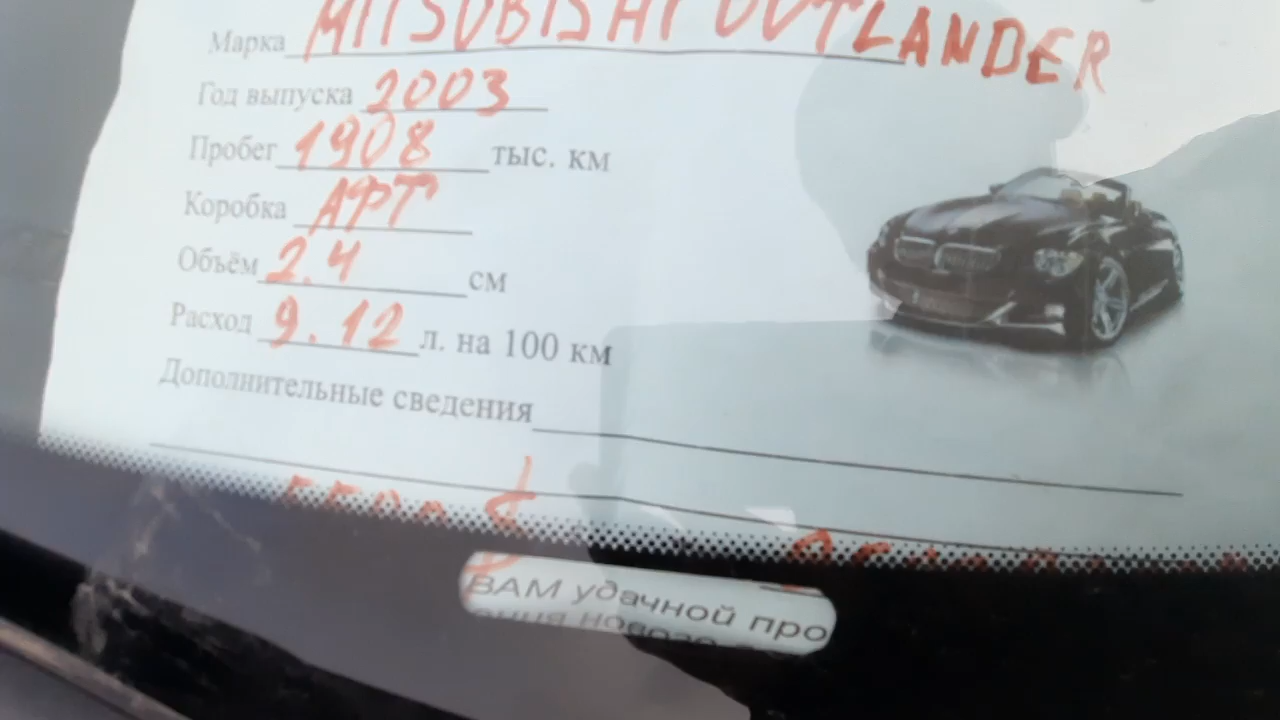 Марка MITSUBISHI OUTLANDER
Год выпуска 2003
Пробег 1908 тыс. км
Коробка АФТ
Объём 2.4 см
Расход 9.12 л. на 100 км
Дополнительные сведения
ВАМ удачной про